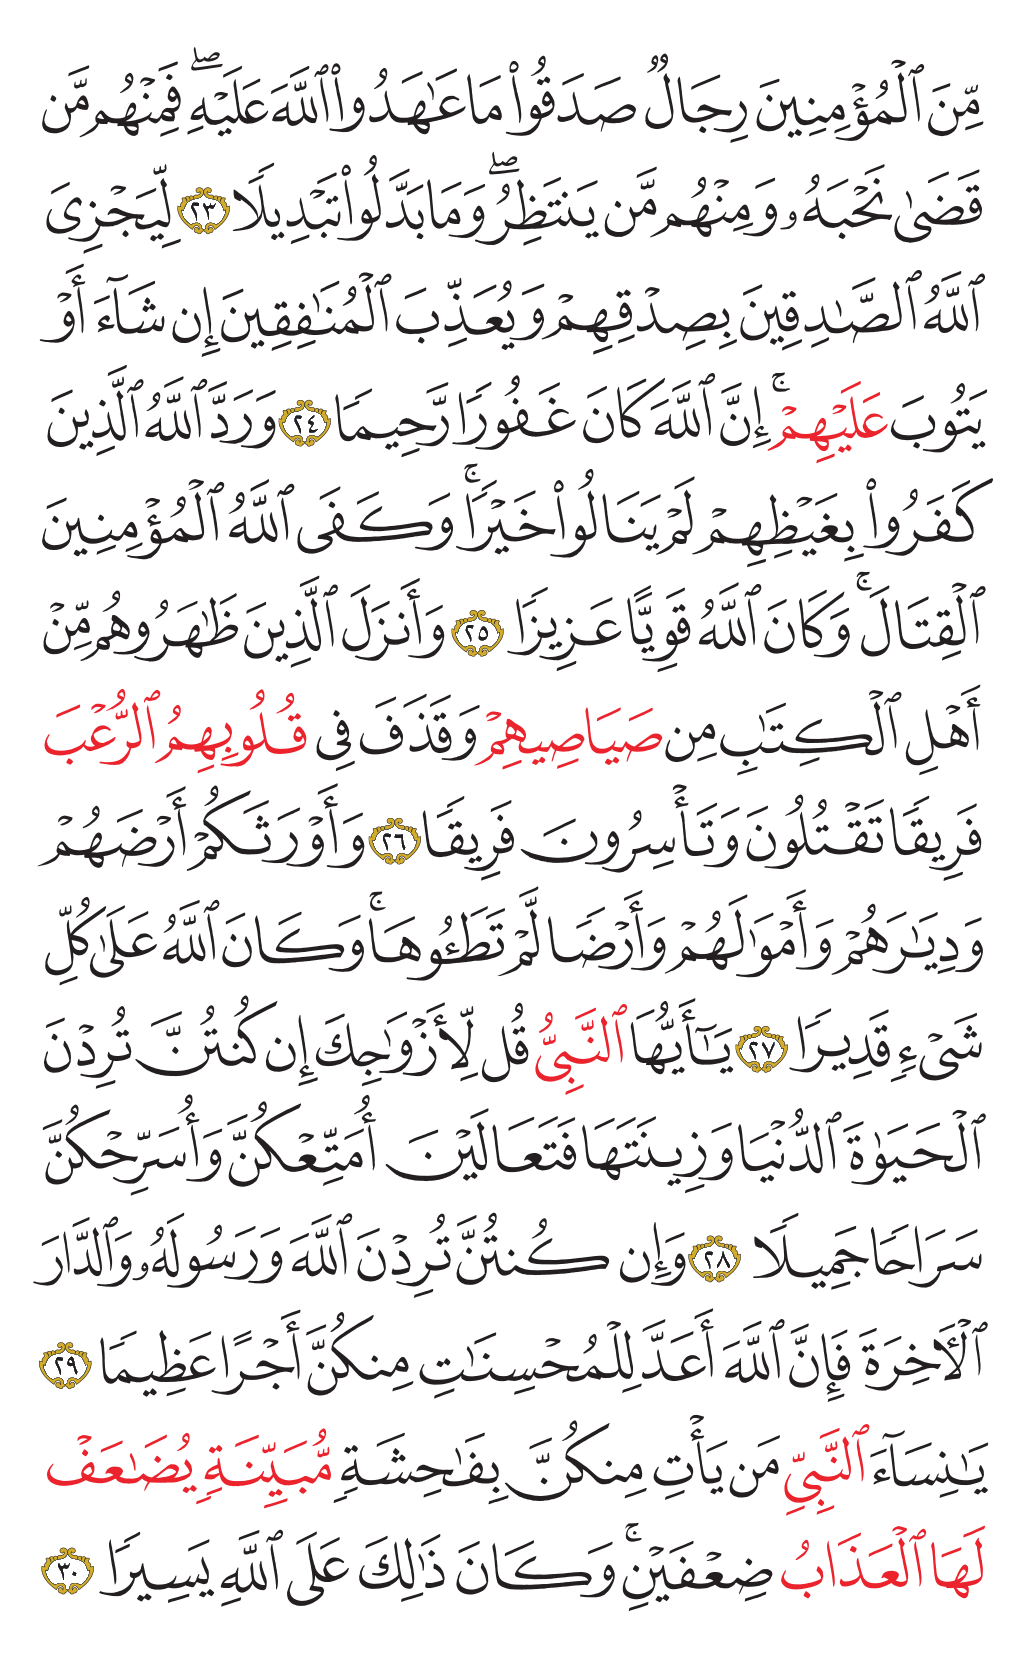 مِّنَ ٱلْمُؤْمِنِينَ رِجَالٌ صَدَقُوا۟ مَا عَـٰهَدُوا۟ ٱللَّهَ عَلَيْهِ ۖ فَمِنْهُم مَّن
قَضَىٰ نَحْبَهُۥ وَمِنْهُم مَّن يَنتَظِرُ ۖ وَمَا بَدَّلُوا۟ تَبْدِيلًا ٢٣ لِّيَجْزِىَ
ٱللَّهُ ٱلصَّـٰدِقِينَ بِصِدْقِهِمْ وَيُعَذِّبَ ٱلْمُنَـٰفِقِينَ إِن شَآءَ أَوْ
يَتُوبَ عَلَيْهِمْ ۚ إِنَّ ٱللَّهَ كَانَ غَفُورًا رَّحِيمًا ٢٤ وَرَدَّ ٱللَّهُ ٱلَّذِينَ
كَفَرُوا۟ بِغَيْظِهِمْ لَمْ يَنَالُوا۟ خَيْرًا ۚ وَكَفَى ٱللَّهُ ٱلْمُؤْمِنِينَ
ٱلْقِتَالَ ۚ وَكَانَ ٱللَّهُ قَوِيًّا عَزِيزًا ٢٥ وَأَنزَلَ ٱلَّذِينَ ظَـٰهَرُوهُم مِّنْ
أَهْلِ ٱلْكِتَـٰبِ مِن صَيَاصِيهِمْ وَقَذَفَ فِى قُلُوبِهِمُ ٱلرُّعْبَ
فَرِيقًا تَقْتُلُونَ وَتَأْسِرُونَ فَرِيقًا ٢٦ وَأَوْرَثَكُمْ أَرْضَهُمْ
وَدِيَـٰرَهُمْ وَأَمْوَٰلَهُمْ وَأَرْضًا لَّمْ تَطَـُٔوهَا ۚ وَكَانَ ٱللَّهُ عَلَىٰ كُلِّ
شَىْءٍ قَدِيرًا ٢٧ يَـٰٓأَيُّهَا ٱلنَّبِىُّ قُل لِّأَزْوَٰجِكَ إِن كُنتُنَّ تُرِدْنَ
ٱلْحَيَوٰةَ ٱلدُّنْيَا وَزِينَتَهَا فَتَعَالَيْنَ أُمَتِّعْكُنَّ وَأُسَرِّحْكُنَّ
سَرَاحًا جَمِيلًا ٢٨ وَإِن كُنتُنَّ تُرِدْنَ ٱللَّهَ وَرَسُولَهُۥ وَٱلدَّارَ
ٱلْـَٔاخِرَةَ فَإِنَّ ٱللَّهَ أَعَدَّ لِلْمُحْسِنَـٰتِ مِنكُنَّ أَجْرًا عَظِيمًا ٢٩
يَـٰنِسَآءَ ٱلنَّبِىِّ مَن يَأْتِ مِنكُنَّ بِفَـٰحِشَةٍ مُّبَيِّنَةٍ يُضَـٰعَفْ
لَهَا ٱلْعَذَابُ ضِعْفَيْنِ ۚ وَكَانَ ذَٰلِكَ عَلَى ٱللَّهِ يَسِيرًا ٣٠